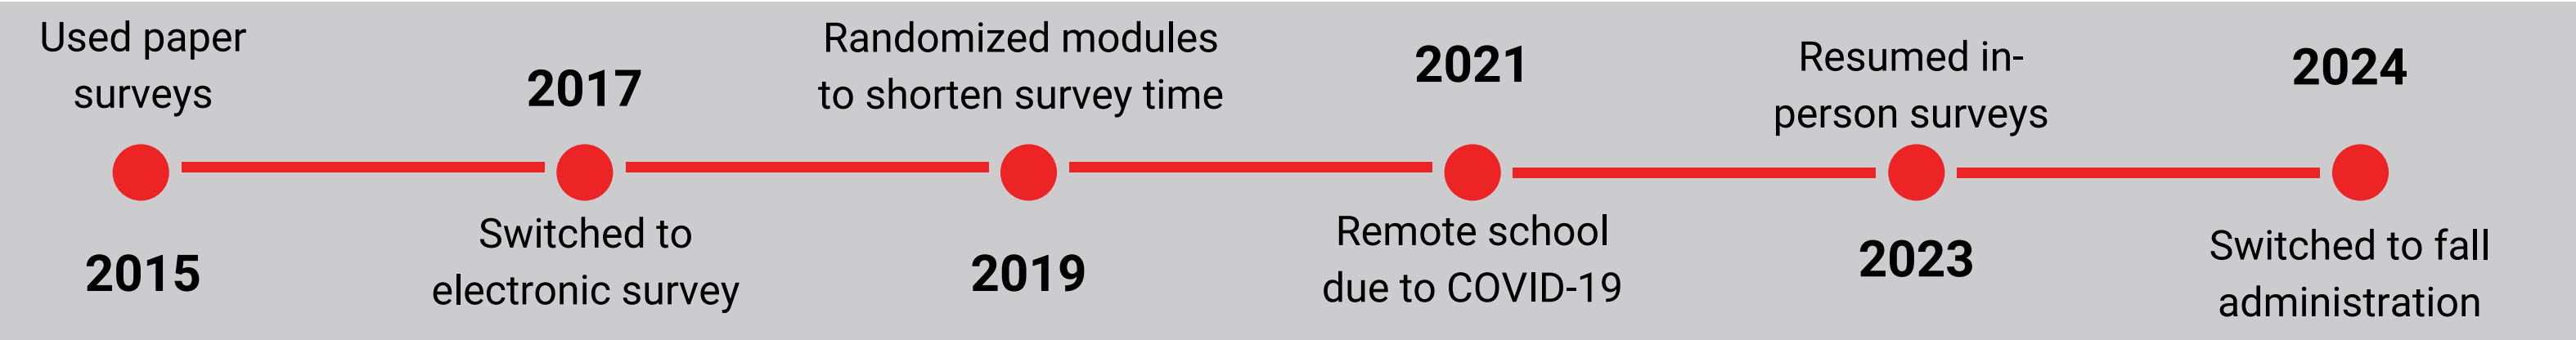 Used paper
surveys
2015
2017
Switched to
electronic survey
Randomized modules
to shorten survey time
2019
2021
Remote school
due to COVID-19
Resumed in-
person surveys
2023
2024
Switched to fall
administration